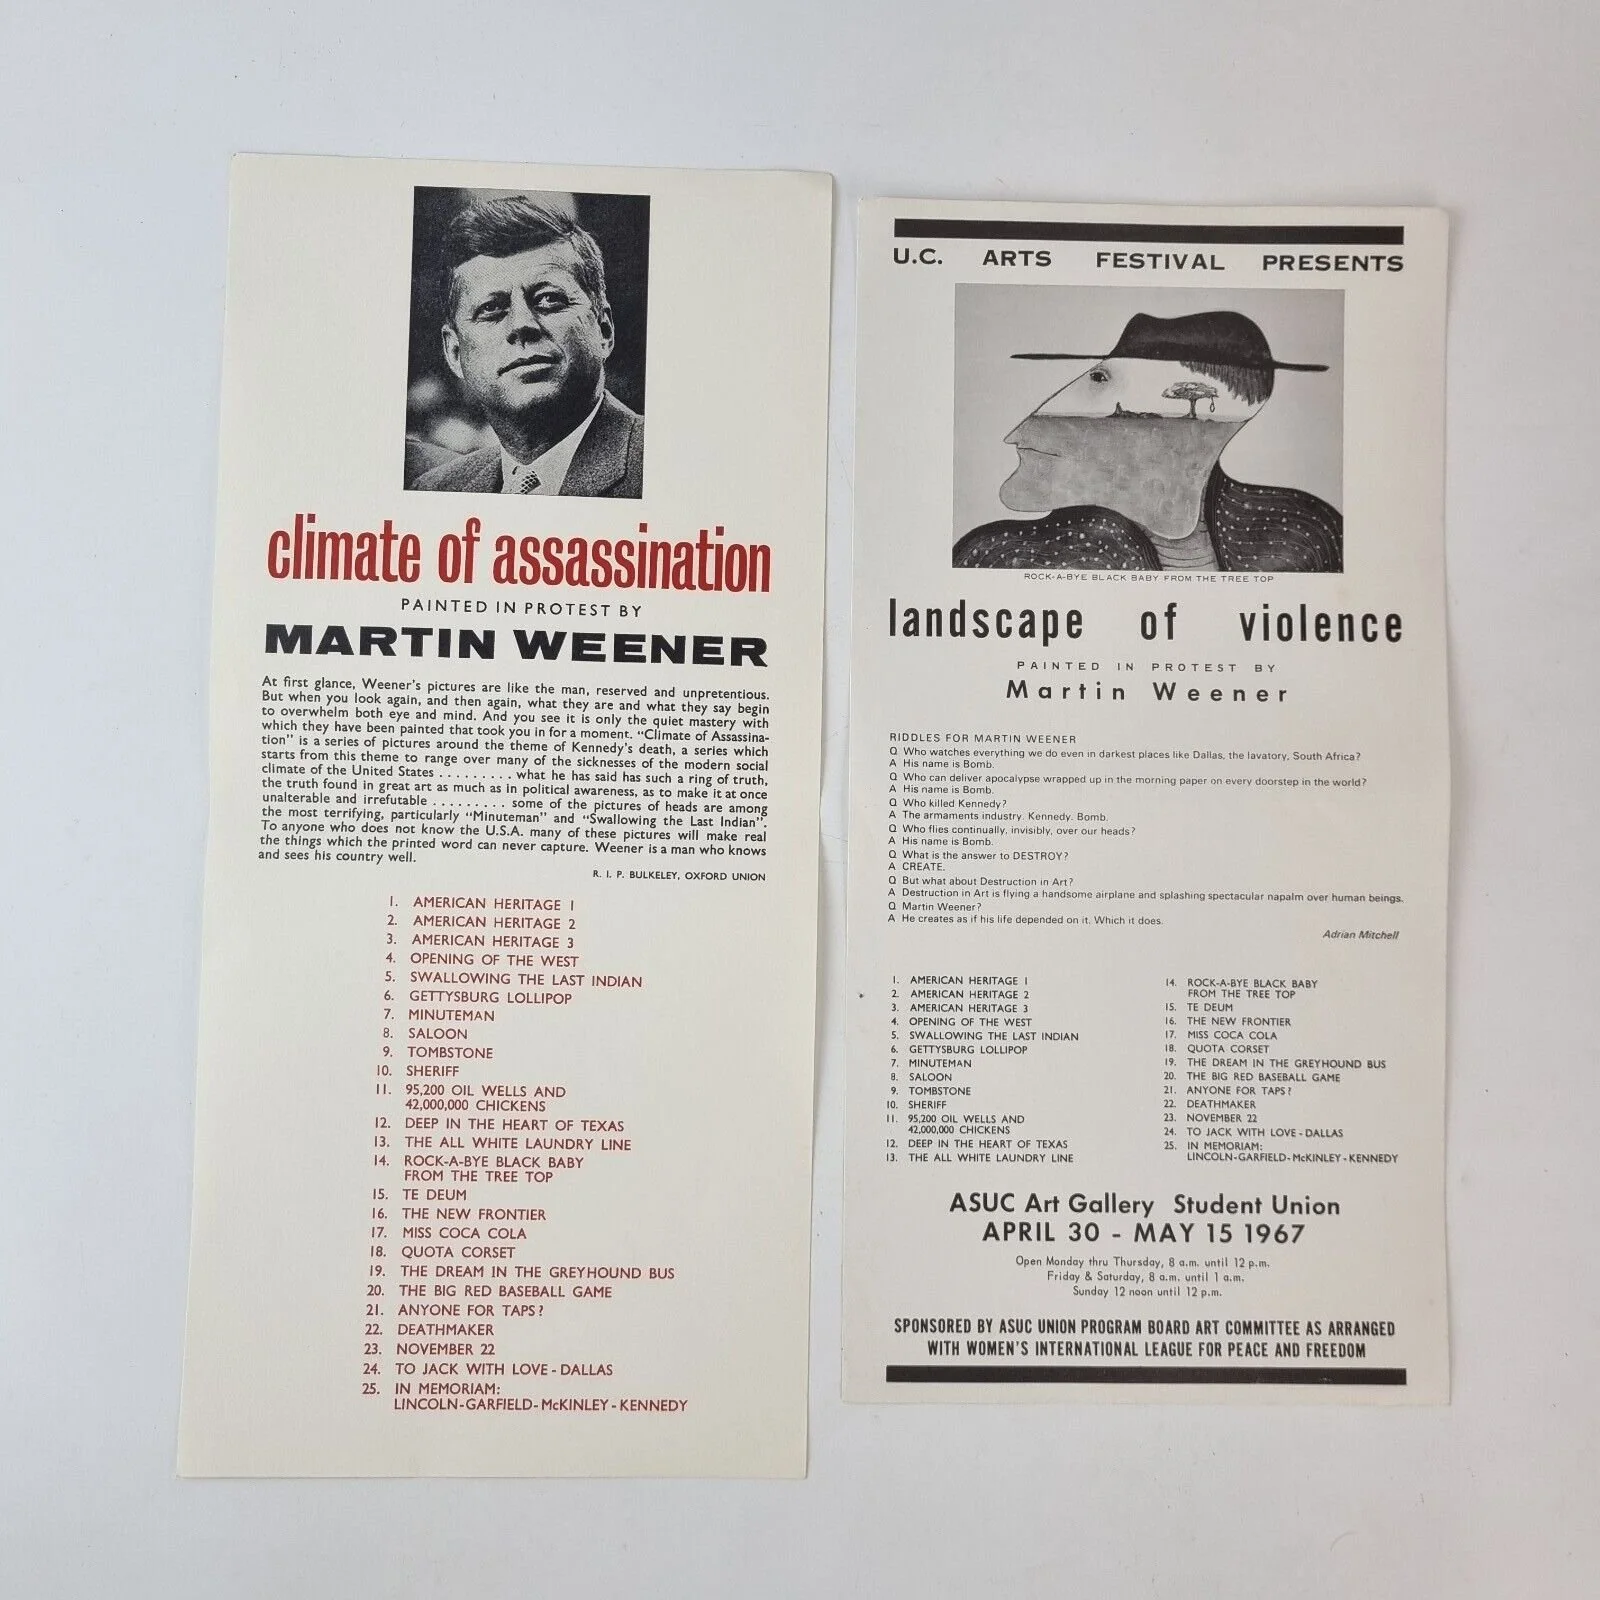 climate of assassination
PAINTED IN PROTEST BY
MARTIN WEENER
At first glance, Weener's pictures are like the man, reserved and unpretentious.
But when you look again, and then again, what they are and what they say begin
to overwhelm both eye and mind. And you see it is only the quiet mastery with
which they have been painted that took you in for a moment. "Climate of Assassina-
tion" is a series of pictures around the theme of Kennedy's death, a series which
starts from this theme to range over many of the sicknesses of the modern social
climate of the United States ......... what he has said has such a ring of truth,
the truth found in great art as much as in political awareness, as to make it at once
unalterable and irrefutable ......... some of the pictures of heads are among
the most terrifying, particularly "Minuteman" and "Swallowing the Last Indian".
To anyone who does not know the U.S.A. many of these pictures will make real
the things which the printed word can never capture. Weener is a man who knows
and sees his country well.
R. I. P. BULKELEY, OXFORD UNION
1. AMERICAN HERITAGE 1
2. AMERICAN HERITAGE 2
3. AMERICAN HERITAGE 3
4. OPENING OF THE WEST
5. SWALLOWING THE LAST INDIAN
6. GETTYSBURG LOLLIPOP
7. MINUTEMAN
8. SALOON
9. TOMBSTONE
10. SHERIFF
11. 95,200 OIL WELLS AND
42,000,000 CHICKENS
12. DEEP IN THE HEART OF TEXAS
13. THE ALL WHITE LAUNDRY LINE
14. ROCK-A-BYE BLACK BABY
FROM THE TREE TOP
15. TE DEUM
16. THE NEW FRONTIER
17. MISS COCA COLA
18. QUOTA CORSET
19. THE DREAM IN THE GREYHOUND BUS
20. THE BIG RED BASEBALL GAME
21. ANYONE FOR TAPS?
22. DEATHMAKER
23. NOVEMBER 22
24. TO JACK WITH LOVE - DALLAS
25. IN MEMORIAM:
LINCOLN-GARFIELD-McKINLEY-KENNEDY
U.C. ARTS FESTIVAL PRESENTS
ROCK-A-BYE BLACK BABY FROM THE TREE TOP
landscape of violence
PAINTED IN PROTEST BY
Martin Weener
RIDDLES FOR MARTIN WEENER
Q Who watches everything we do even in darkest places like Dallas, the lavatory, South Africa?
A His name is Bomb.
Q Who can deliver apocalypse wrapped up in the morning paper on every doorstep in the world?
A His name is Bomb.
Q Who killed Kennedy?
A The armaments industry. Kennedy. Bomb.
Q Who flies continually, invisibly, over our heads?
A His name is Bomb.
Q What is the answer to DESTROY?
A CREATE.
Q But what about Destruction in Art?
A Destruction in Art is flying a handsome airplane and splashing spectacular napalm over human beings.
Q Martin Weener?
A He creates as if his life depended on it. Which it does.
Adrian Mitchell
1. AMERICAN HERITAGE 1
2. AMERICAN HERITAGE 2
3. AMERICAN HERITAGE 3
4. OPENING OF THE WEST
5. SWALLOWING THE LAST INDIAN
6. GETTYSBURG LOLLIPOP
7. MINUTEMAN
8. SALOON
9. TOMBSTONE
10. SHERIFF
11. 95,200 OIL WELLS AND
42,000,000 CHICKENS
12. DEEP IN THE HEART OF TEXAS
13. THE ALL WHITE LAUNDRY LINE
14. ROCK-A-BYE BLACK BABY
FROM THE TREE TOP
15. TE DEUM
16. THE NEW FRONTIER
17. MISS COCA COLA
18. QUOTA CORSET
19. THE DREAM IN THE GREYHOUND BUS
20. THE BIG RED BASEBALL GAME
21. ANYONE FOR TAPS?
22. DEATHMAKER
23. NOVEMBER 22
24. TO JACK WITH LOVE - DALLAS
25. IN MEMORIAM:
LINCOLN-GARFIELD-McKINLEY-KENNEDY
ASUC Art Gallery Student Union
APRIL 30 - MAY 15 1967
Open Monday thru Thursday, 8 a.m. until 12 p.m.
Friday & Saturday, 8 a.m. until 1 a.m.
Sunday 12 noon until 12 p.m.
SPONSORED BY ASUC UNION PROGRAM BOARD ART COMMITTEE AS ARRANGED
WITH WOMEN'S INTERNATIONAL LEAGUE FOR PEACE AND FREEDOM